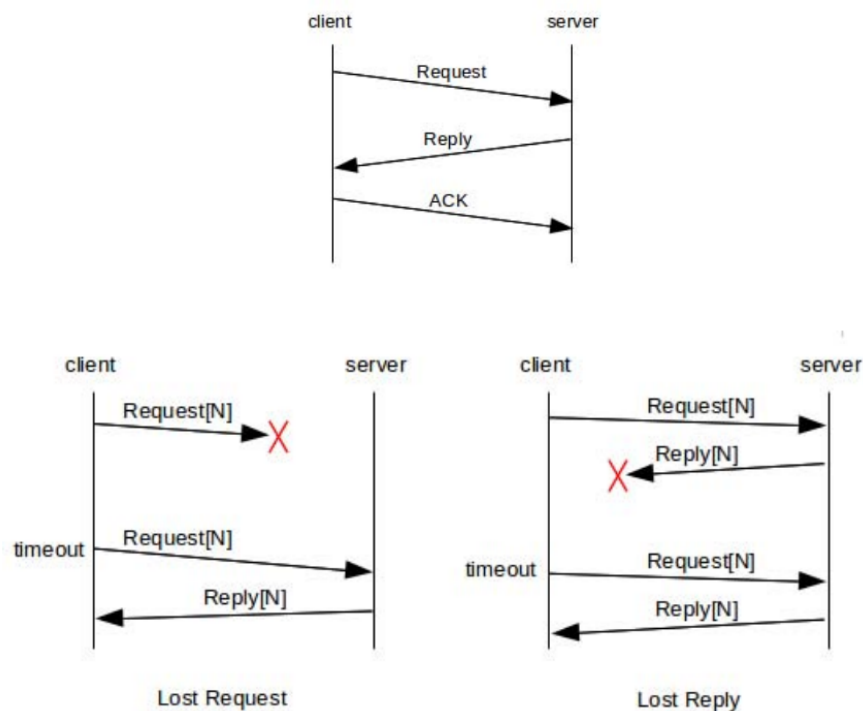 client server
Request
Reply
ACK
client server
Request[N]
timeout Request[N]
Reply[N]
Lost Request
client server
Request[N]
Reply[N]
timeout Request[N]
Reply[N]
Lost Reply